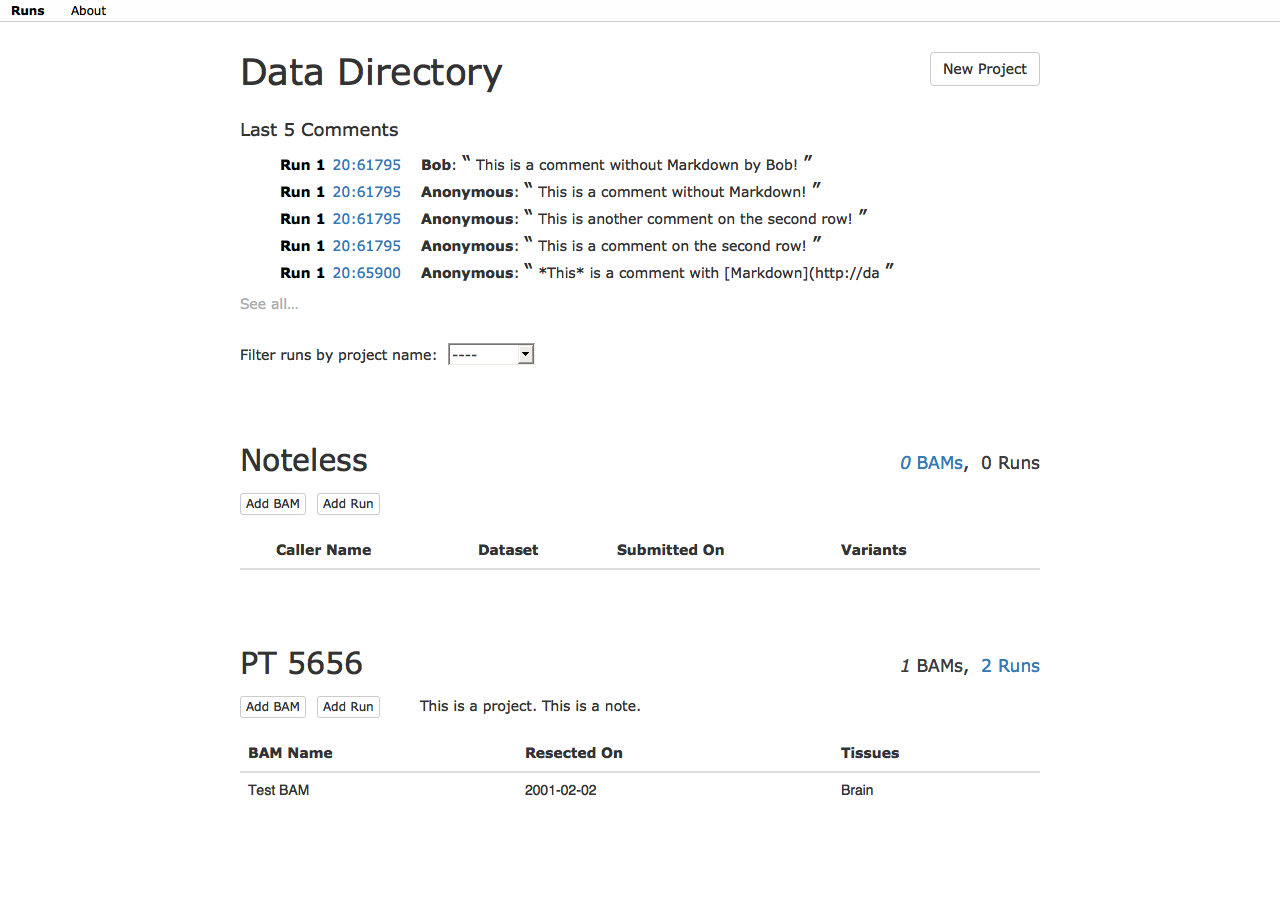 Runs About
Data Directory New Project
Last 5 Comments
Run 1 20:61795 Bob: “ This is a comment without Markdown by Bob! ”
Run 1 20:61795 Anonymous: “ This is a comment without Markdown! ”
Run 1 20:61795 Anonymous: “ This is another comment on the second row! ”
Run 1 20:61795 Anonymous: “ This is a comment on the second row! ”
Run 1 20:65900 Anonymous: “ *This* is a comment with [Markdown](http://da ”
See all...
Filter runs by project name: ----
Noteless 0 BAMs, 0 Runs
Add BAM Add Run
Caller Name Dataset Submitted On Variants
PT 5656 1 BAMs, 2 Runs
Add BAM Add Run This is a project. This is a note.
BAM Name Resected On Tissues
Test BAM 2001-02-02 Brain